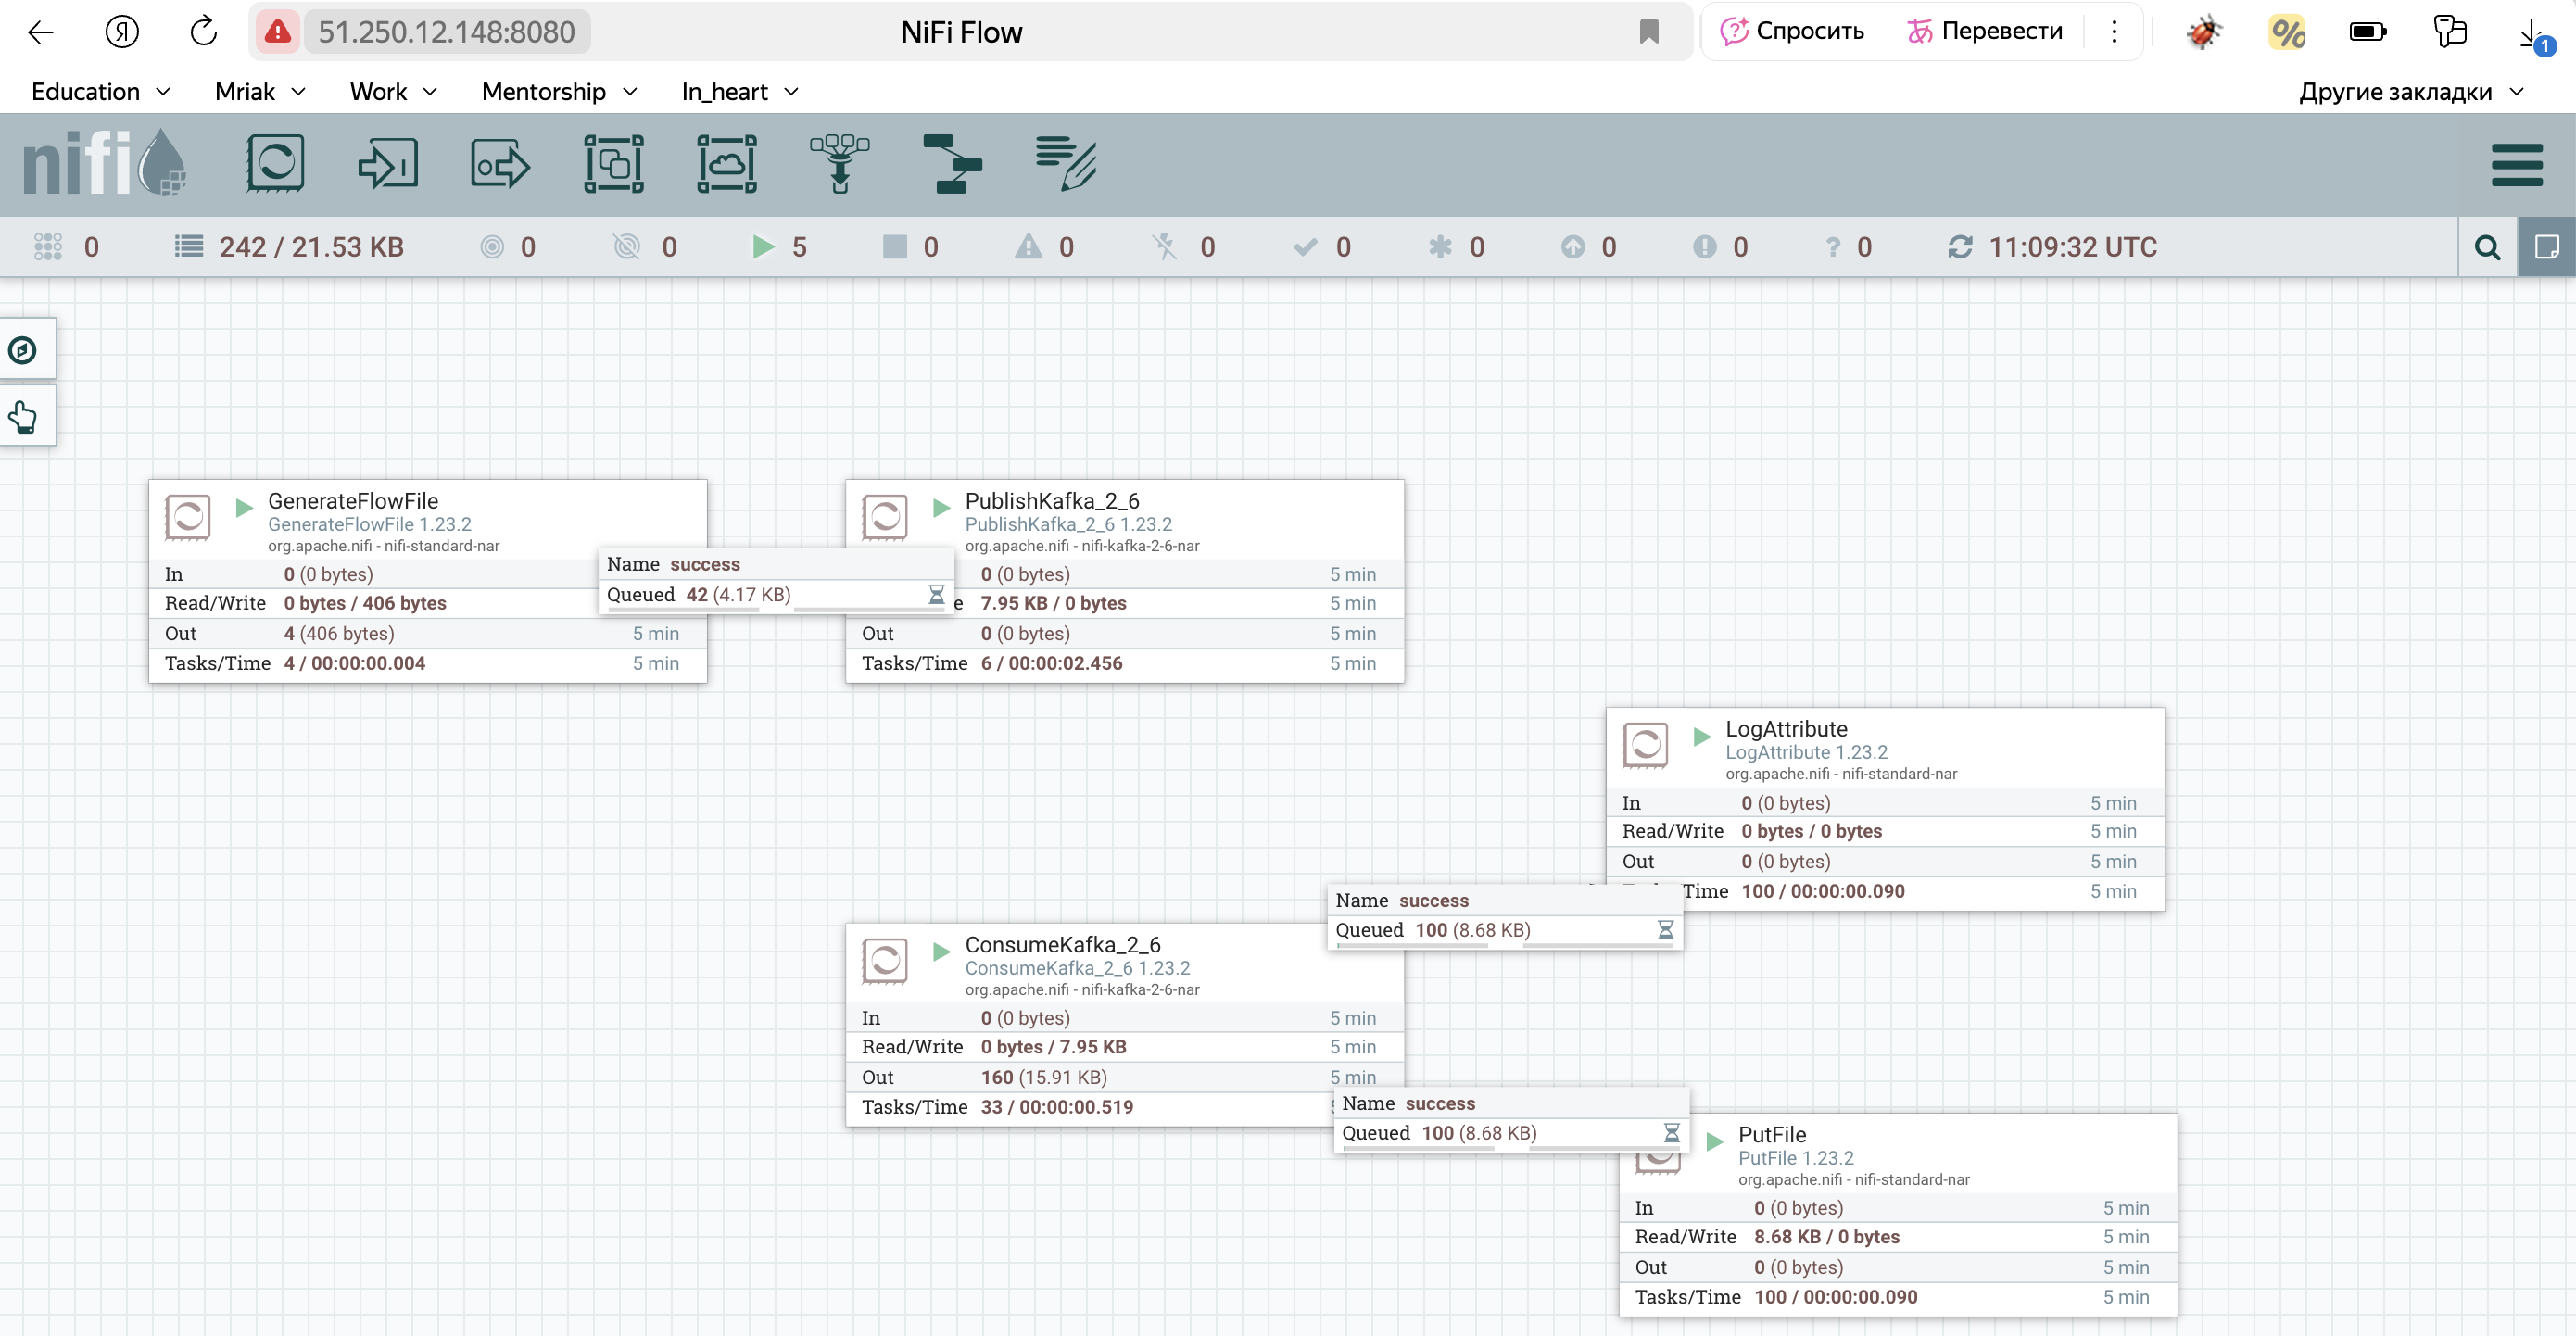 51.250.12.148:8080 NiFi Flow Спросить Перевести 1
Education Mriak Work Mentorship In_heart Другие закладки
nifi
0 242 / 21.53 KB 0 0 5 0 0 0 0 0 0 0 ? 0 11:09:32 UTC
GenerateFlowFile
GenerateFlowFile 1.23.2
org.apache.nifi - nifi-standard-nar
In 0 (0 bytes)
Read/Write 0 bytes / 406 bytes
Out 4 (406 bytes) 5 min
Tasks/Time 4 / 00:00:00.004 5 min
Name success
Queued 42 (4.17 KB)
PublishKafka_2_6
PublishKafka_2_6 1.23.2
org.apache.nifi - nifi-kafka-2-6-nar
0 (0 bytes) 5 min
e 7.95 KB / 0 bytes 5 min
Out 0 (0 bytes) 5 min
Tasks/Time 6 / 00:00:02.456 5 min
LogAttribute
LogAttribute 1.23.2
org.apache.nifi - nifi-standard-nar
In 0 (0 bytes) 5 min
Read/Write 0 bytes / 0 bytes 5 min
Out 0 (0 bytes) 5 min
Time 100 / 00:00:00.090 5 min
Name success
Queued 100 (8.68 KB)
ConsumeKafka_2_6
ConsumeKafka_2_6 1.23.2
org.apache.nifi - nifi-kafka-2-6-nar
In 0 (0 bytes) 5 min
Read/Write 0 bytes / 7.95 KB 5 min
Out 160 (15.91 KB) 5 min
Tasks/Time 33 / 00:00:00.519
Name success
Queued 100 (8.68 KB)
PutFile
PutFile 1.23.2
org.apache.nifi - nifi-standard-nar
In 0 (0 bytes) 5 min
Read/Write 8.68 KB / 0 bytes 5 min
Out 0 (0 bytes) 5 min
Tasks/Time 100 / 00:00:00.090 5 min